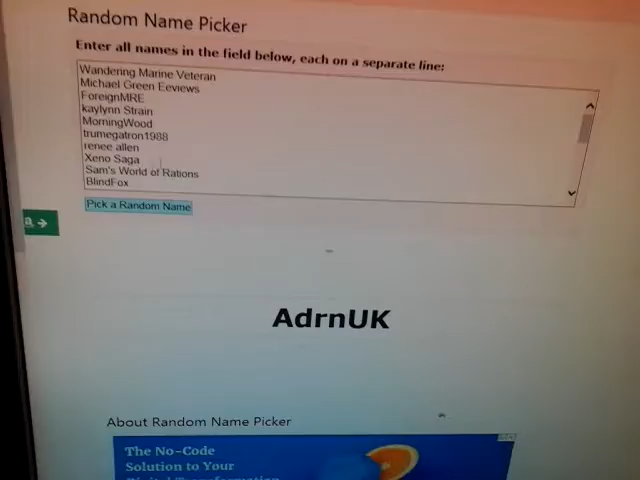 Random Name Picker
Enter all names in the field below, each on a separate line:
Wandering Marine Veteran
Michael Green Eeviews
ForeignMRE
kaylynn Strain
MorningWood
trumegatron1988
renee allen
Xeno Saga
Sam's World of Rations
BlindFox
Pick a Random Name
AdrnUK
About Random Name Picker
The No-Code
Solution to Your
Digital Transformation